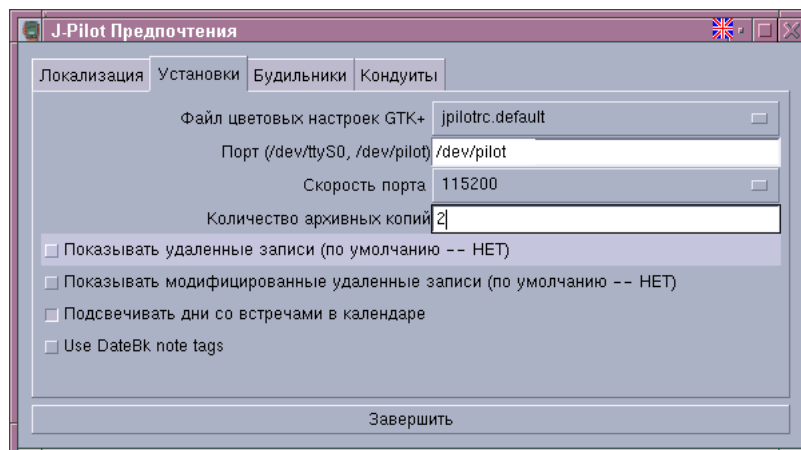 J-Pilot Предпочтения
Локализация Установки Будильники Кондуиты
Файл цветовых настроек GTK+ jpilotrc.default
Порт (/dev/ttyS0, /dev/pilot) /dev/pilot
Скорость порта 115200
Количество архивных копий 2
Показывать удаленные записи (по умолчанию -- НЕТ)
Показывать модифицированные удаленные записи (по умолчанию -- НЕТ)
Подсвечивать дни со встречами в календаре
Use DateBk note tags
Завершить